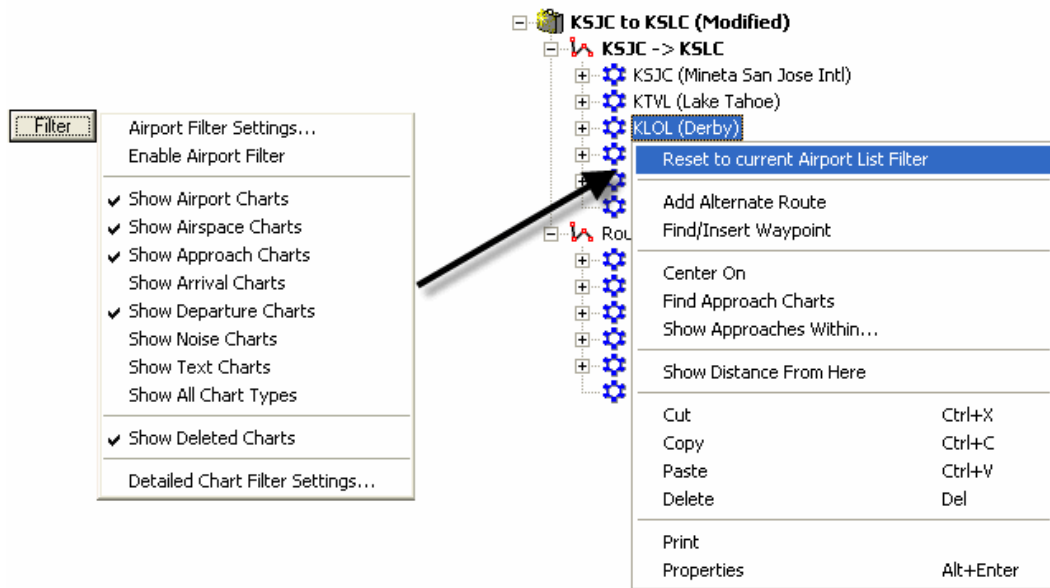 Filter
Airport Filter Settings...
Enable Airport Filter
Show Airport Charts
Show Airspace Charts
Show Approach Charts
Show Arrival Charts
Show Departure Charts
Show Noise Charts
Show Text Charts
Show All Chart Types
Show Deleted Charts
Detailed Chart Filter Settings...
KSJC to KSLC (Modified)
KSJC -> KSLC
KSJC (Mineta San Jose Intl)
KTVL (Lake Tahoe)
KLOL (Derby)
Rou
Reset to current Airport List Filter
Add Alternate Route
Find/Insert Waypoint
Center On
Find Approach Charts
Show Approaches Within...
Show Distance From Here
Cut Ctrl+X
Copy Ctrl+C
Paste Ctrl+V
Delete Del
Print
Properties Alt+Enter